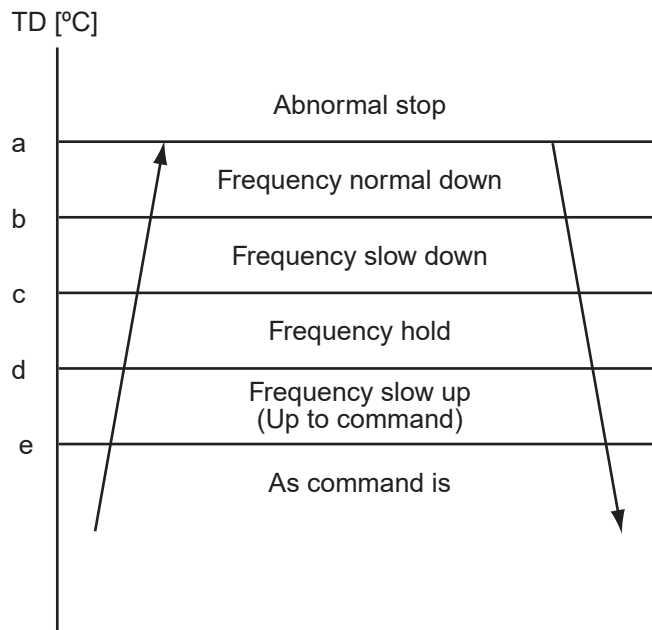 TD [ºC]
Abnormal stop
a
Frequency normal down
b
Frequency slow down
c
Frequency hold
d
Frequency slow up
(Up to command)
e
As command is